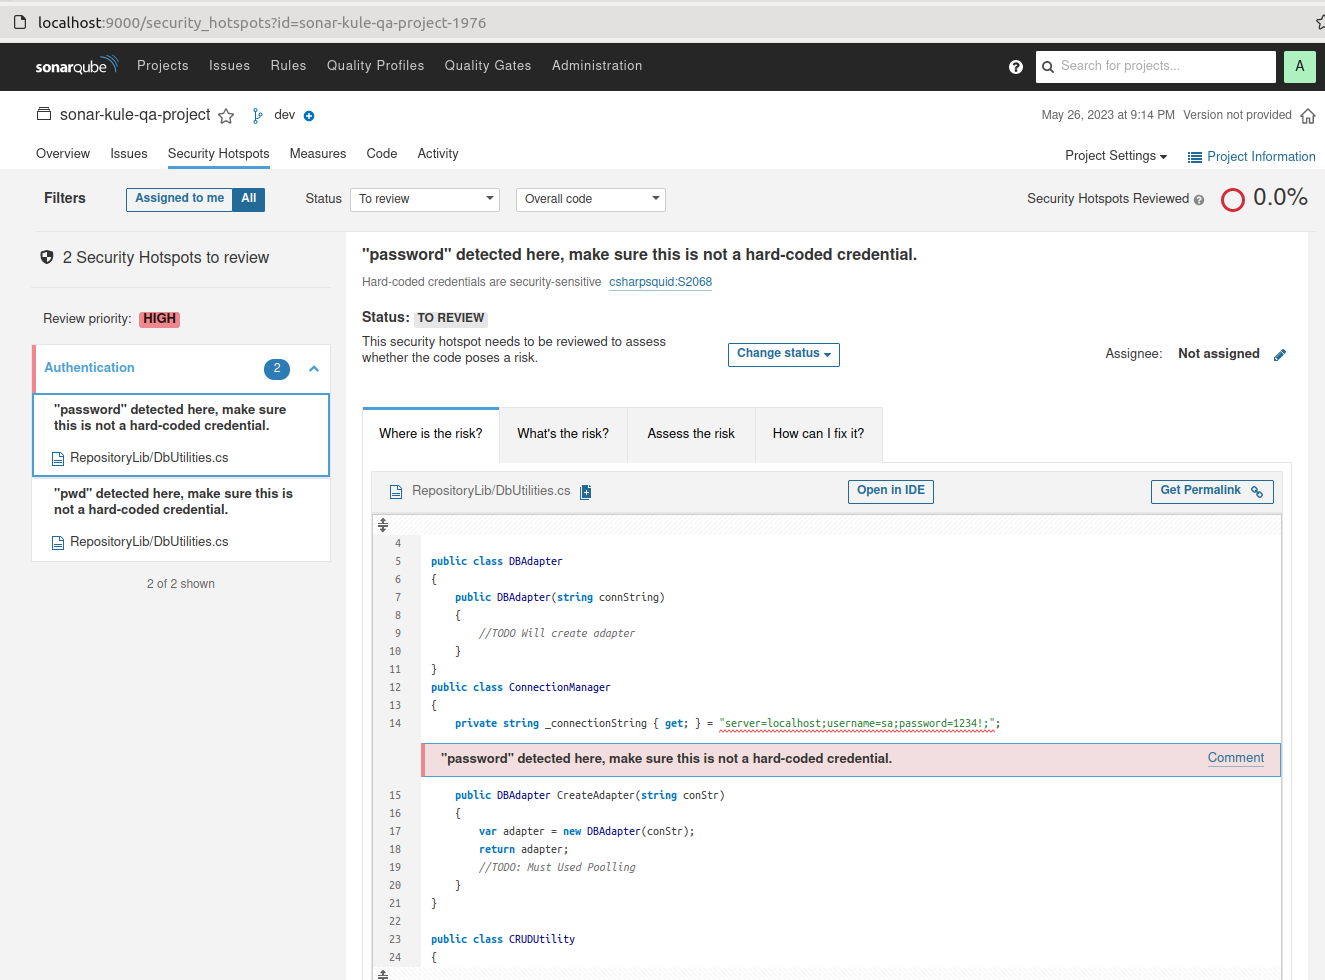 localhost:9000/security_hotspots?id=sonar-kule-qa-project-1976
sonarqube Projects Issues Rules Quality Profiles Quality Gates Administration ? Search for projects... A
sonar-kule-qa-project dev May 26, 2023 at 9:14 PM Version not provided
Overview Issues Security Hotspots Measures Code Activity Project Settings Project Information
Filters Assigned to me All Status To review Overall code Security Hotspots Reviewed ? 0.0%
2 Security Hotspots to review
Review priority: HIGH
Authentication 2
"password" detected here, make sure
this is not a hard-coded credential.
RepositoryLib/DbUtilities.cs
"pwd" detected here, make sure this is
not a hard-coded credential.
RepositoryLib/DbUtilities.cs
2 of 2 shown
"password" detected here, make sure this is not a hard-coded credential.
Hard-coded credentials are security-sensitive csharpsquid:S2068
Status: TO REVIEW
This security hotspot needs to be reviewed to assess
whether the code poses a risk.
Change status
Assignee: Not assigned
Where is the risk? What's the risk? Assess the risk How can I fix it?
RepositoryLib/DbUtilities.cs Open in IDE Get Permalink
4
5 public class DBAdapter
6 {
7 public DBAdapter(string connString)
8 {
9 //TODO Will create adapter
10 }
11 }
12 public class ConnectionManager
13 {
14 private string _connectionString { get; } = "server=localhost;username=sa;password=1234!;";
"password" detected here, make sure this is not a hard-coded credential. Comment
15 public DBAdapter CreateAdapter(string conStr)
16 {
17 var adapter = new DBAdapter(conStr);
18 return adapter;
19 //TODO: Must Used Poolling
20 }
21 }
22
23 public class CRUDUtility
24 {